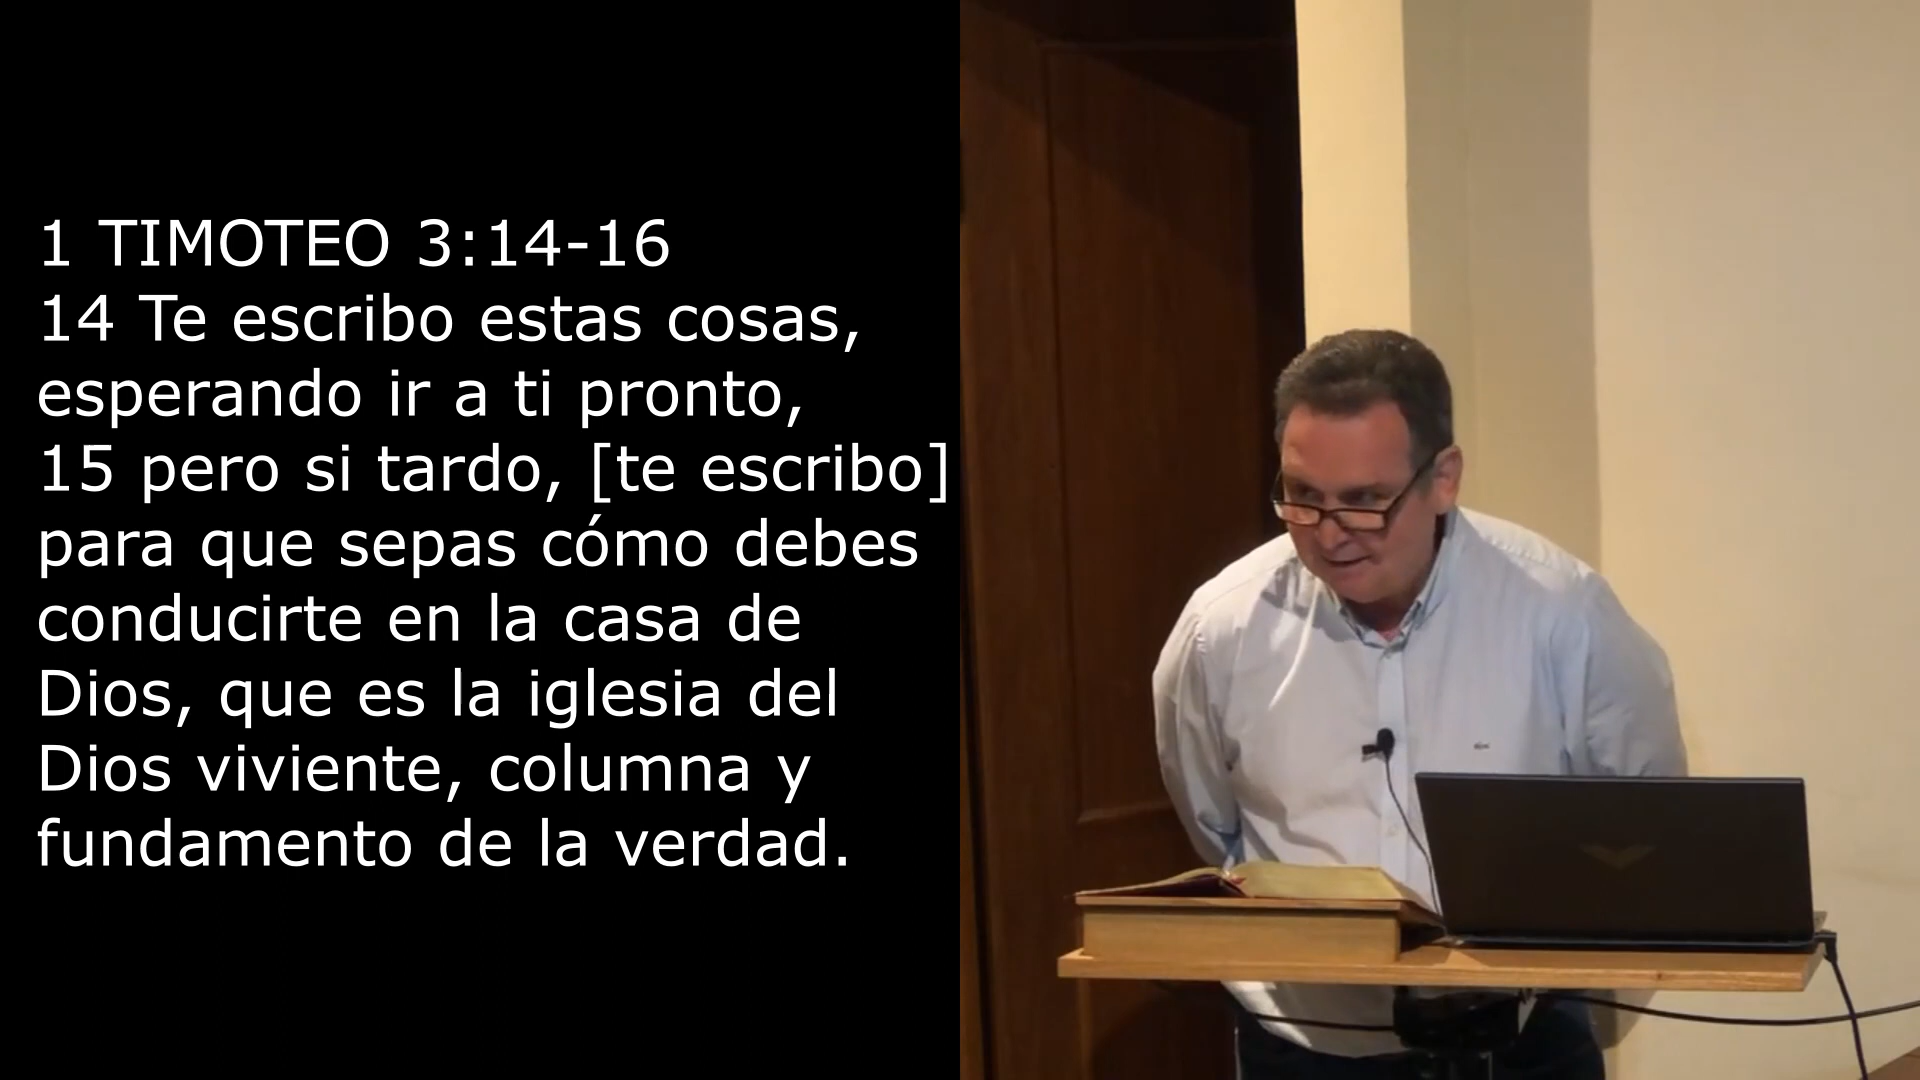 1 TIMOTEO 3:14-16
14 Te escribo estas cosas,
esperando ir a ti pronto,
15 pero si tardo, [te escribo]
para que sepas cómo debes
conducirte en la casa de
Dios, que es la iglesia del
Dios viviente, columna y
fundamento de la verdad.